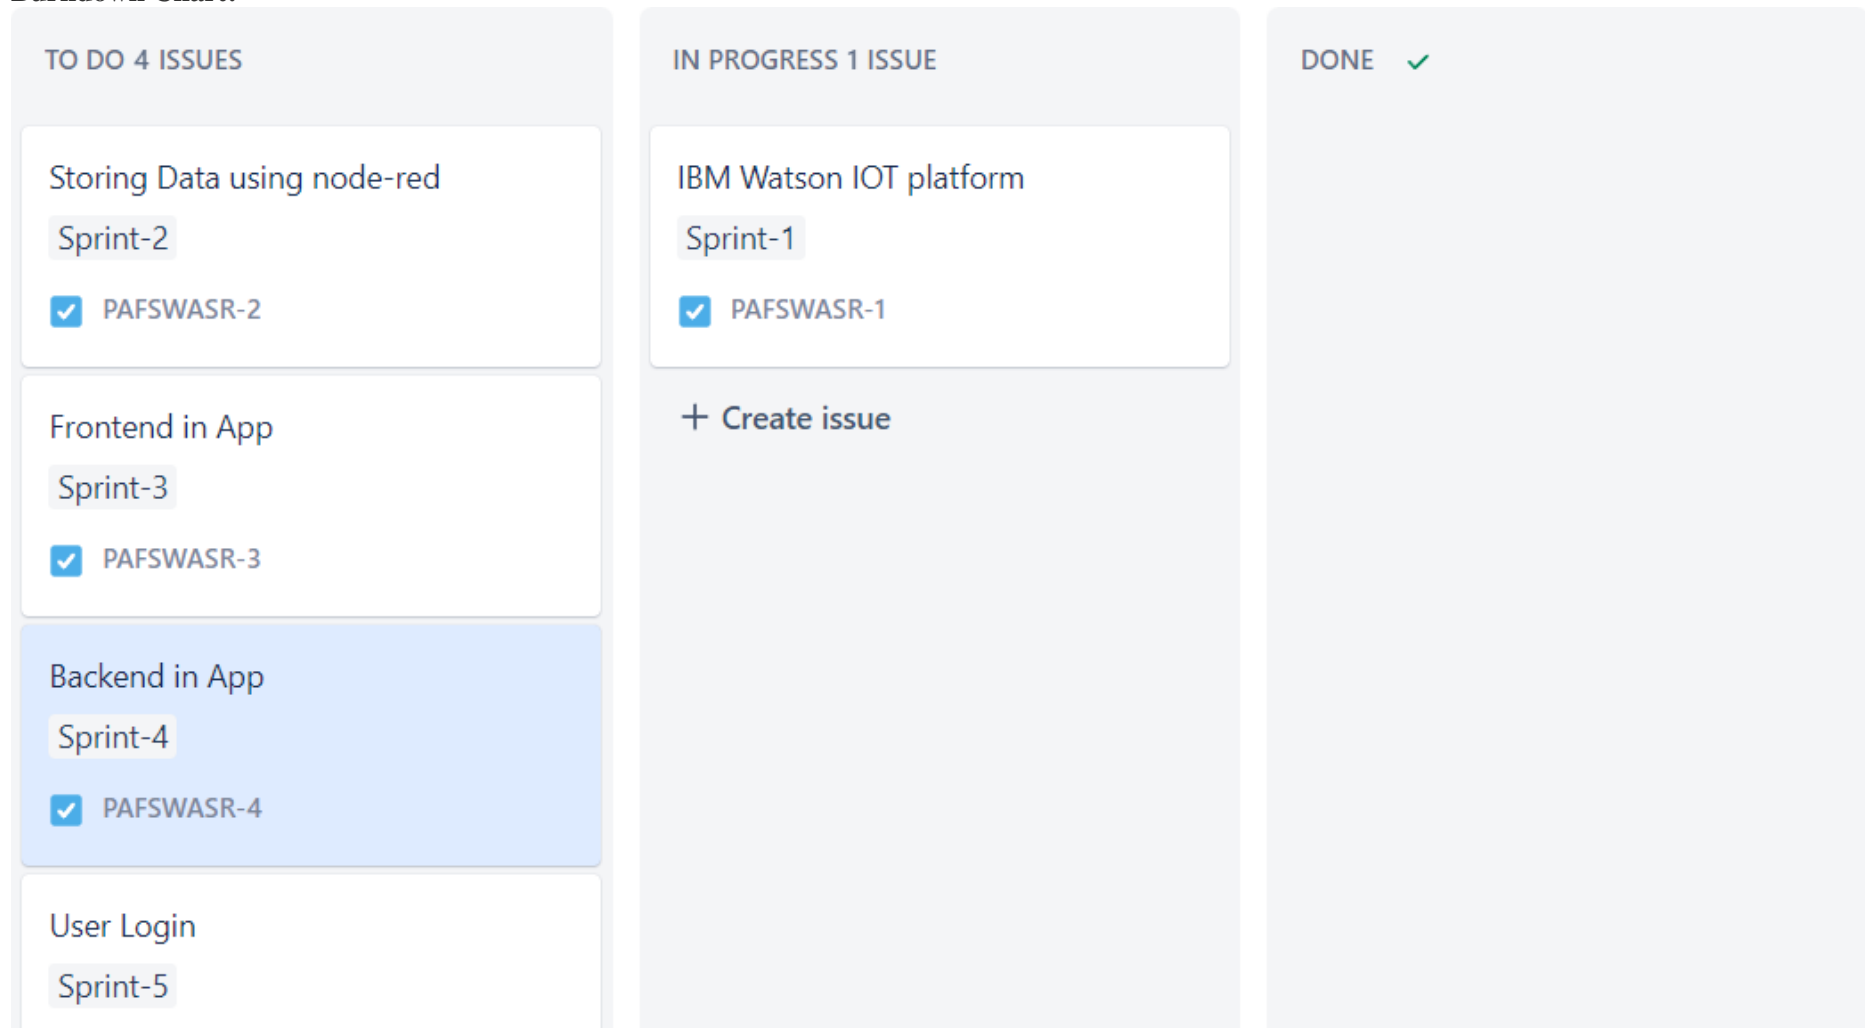 Burndown Chart:
TO DO 4 ISSUES
Storing Data using node-red
Sprint-2
PAFSWASR-2
Frontend in App
Sprint-3
PAFSWASR-3
Backend in App
Sprint-4
PAFSWASR-4
User Login
Sprint-5
IN PROGRESS 1 ISSUE
IBM Watson IOT platform
Sprint-1
PAFSWASR-1
+ Create issue
DONE